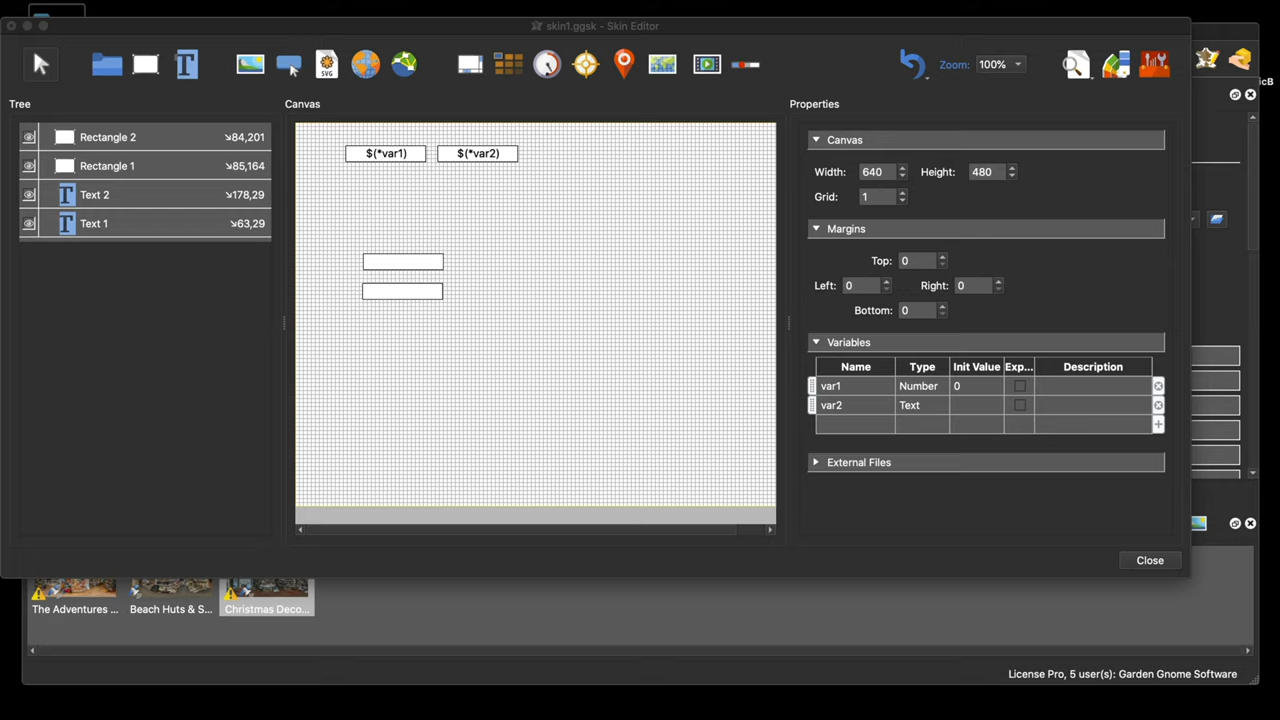 skin1.ggsk - Skin Editor
T
SVG
Zoom: 100%
icB
Tree
Canvas
Properties
Rectangle 2 ↘84,201
Rectangle 1 ↘85,164
T Text 2 ↘178,29
T Text 1 ↘63,29
$(*var1)
$(*var2)
Canvas
Width: 640 Height: 480
Grid: 1
Margins
Top: 0
Left: 0 Right: 0
Bottom: 0
Variables
Name Type Init Value Exp... Description
var1 Number 0
var2 Text
External Files
Close
The Adventures ... Beach Huts & S... Christmas Deco...
License Pro, 5 user(s): Garden Gnome Software